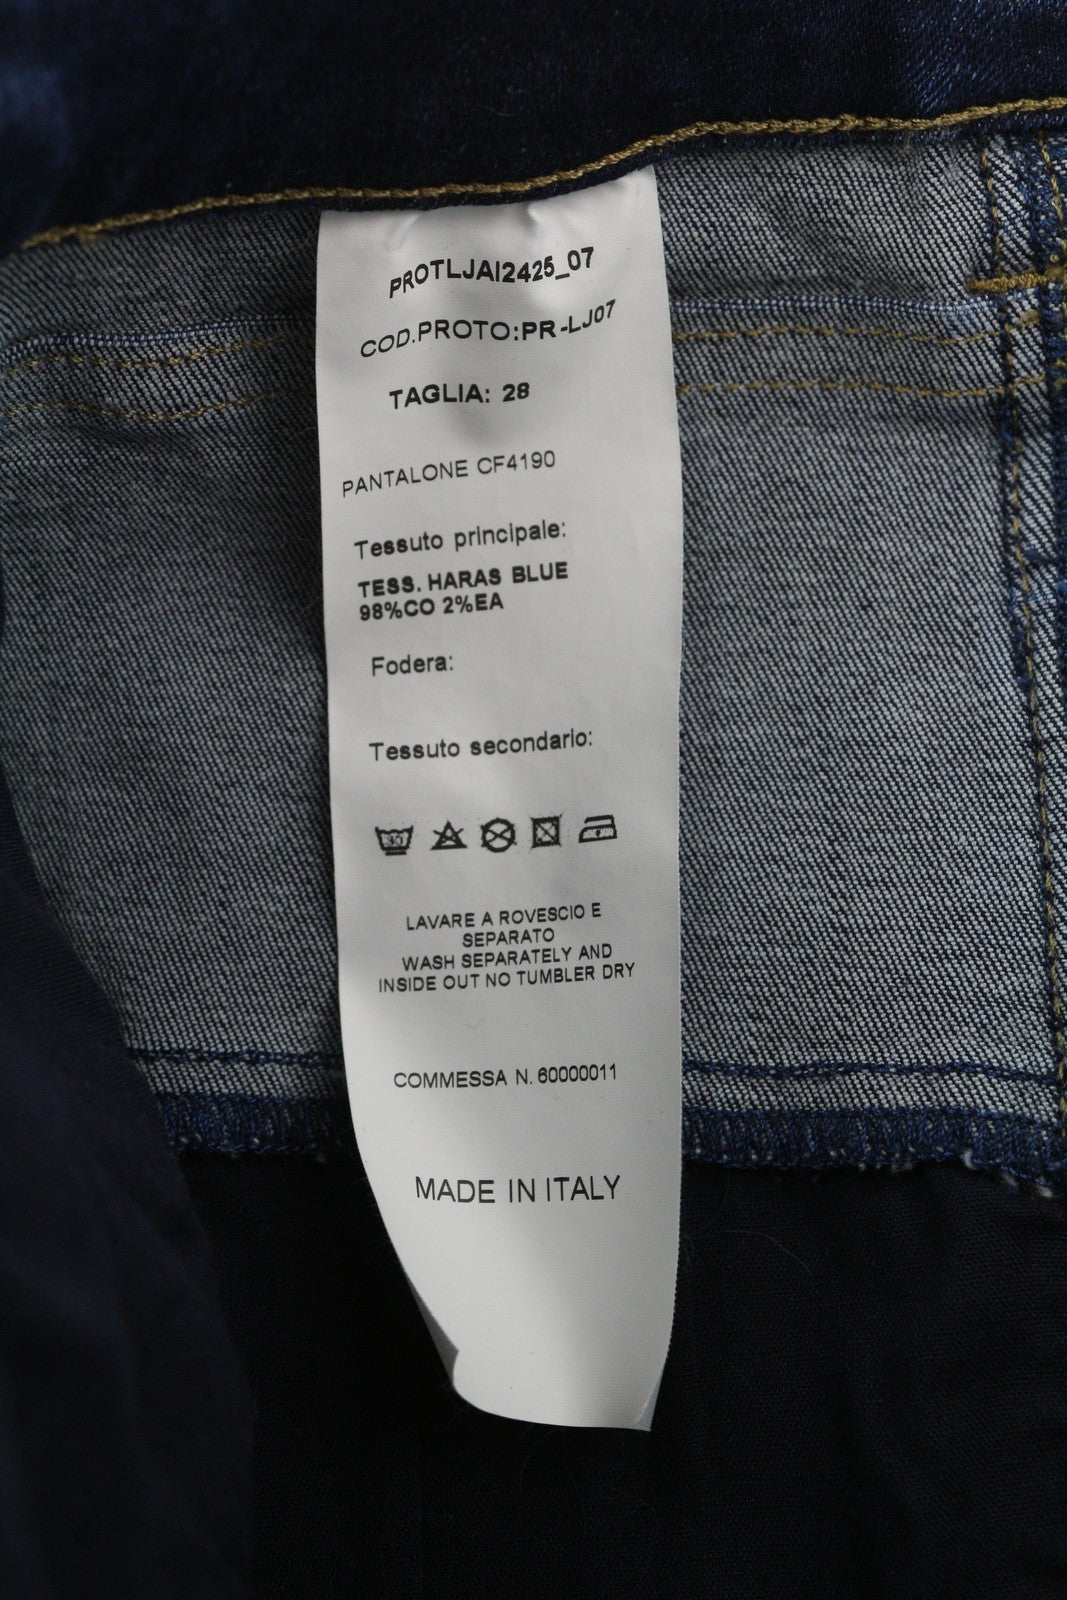 PROTLJAI2425_07
COD.PROTO:PR-LJ07
TAGLIA: 28
PANTALONE CF4190
Tessuto principale:
TESS. HARAS BLUE
98%CO 2%EA
Fodera:
Tessuto secondario:
LAVARE A ROVESCIO E
SEPARATO
WASH SEPARATELY AND
INSIDE OUT NO TUMBLER DRY
COMMESSA N. 60000011
MADE IN ITALY